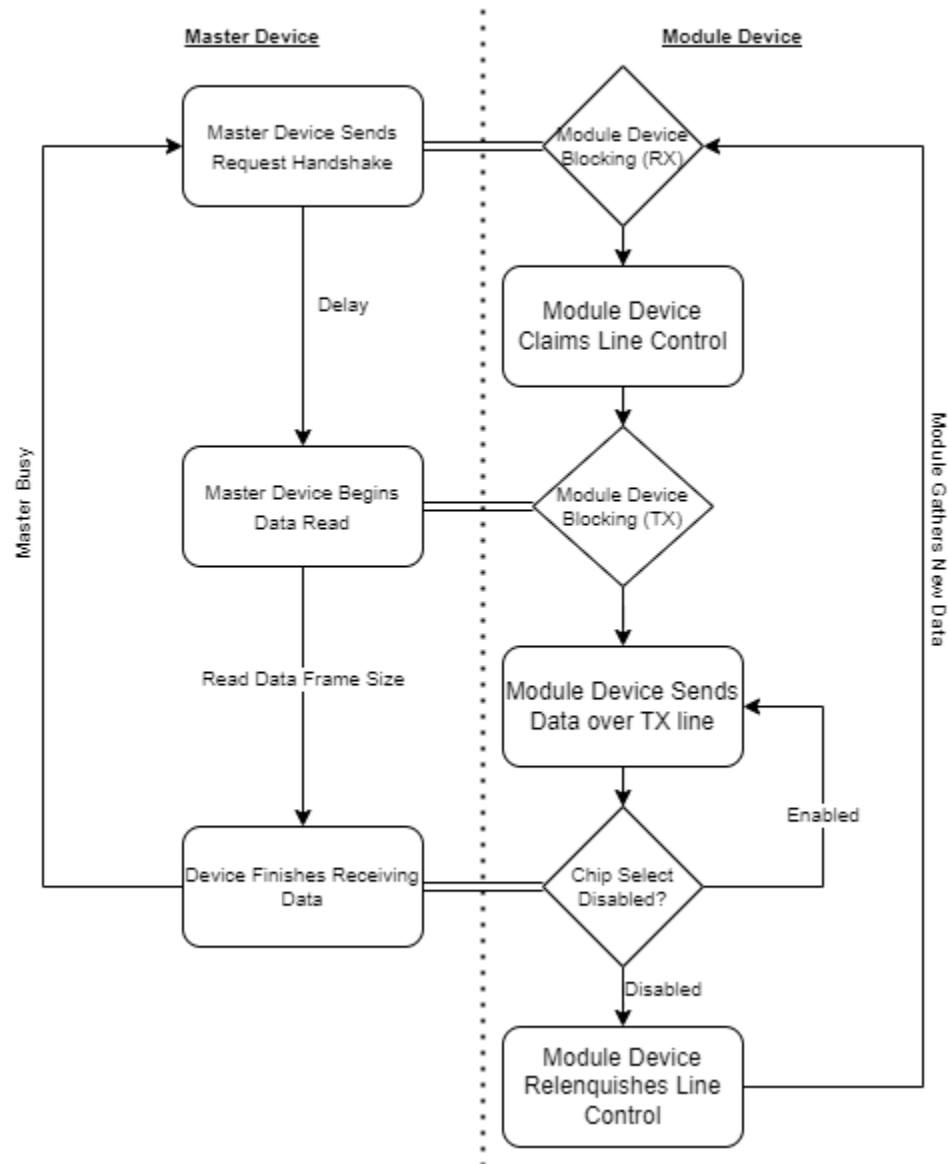 Master Device
Module Device
Master Device Sends
Request Handshake
Module Device
Blocking (RX)
Delay
Module Device
Claims Line Control
Master Busy
Module Gathers New Data
Master Device Begins
Data Read
Module Device
Blocking (TX)
Read Data Frame Size
Module Device Sends
Data over TX line
Enabled
Device Finishes Receiving
Data
Chip Select
Disabled?
Disabled
Module Device
Relenquishes Line
Control